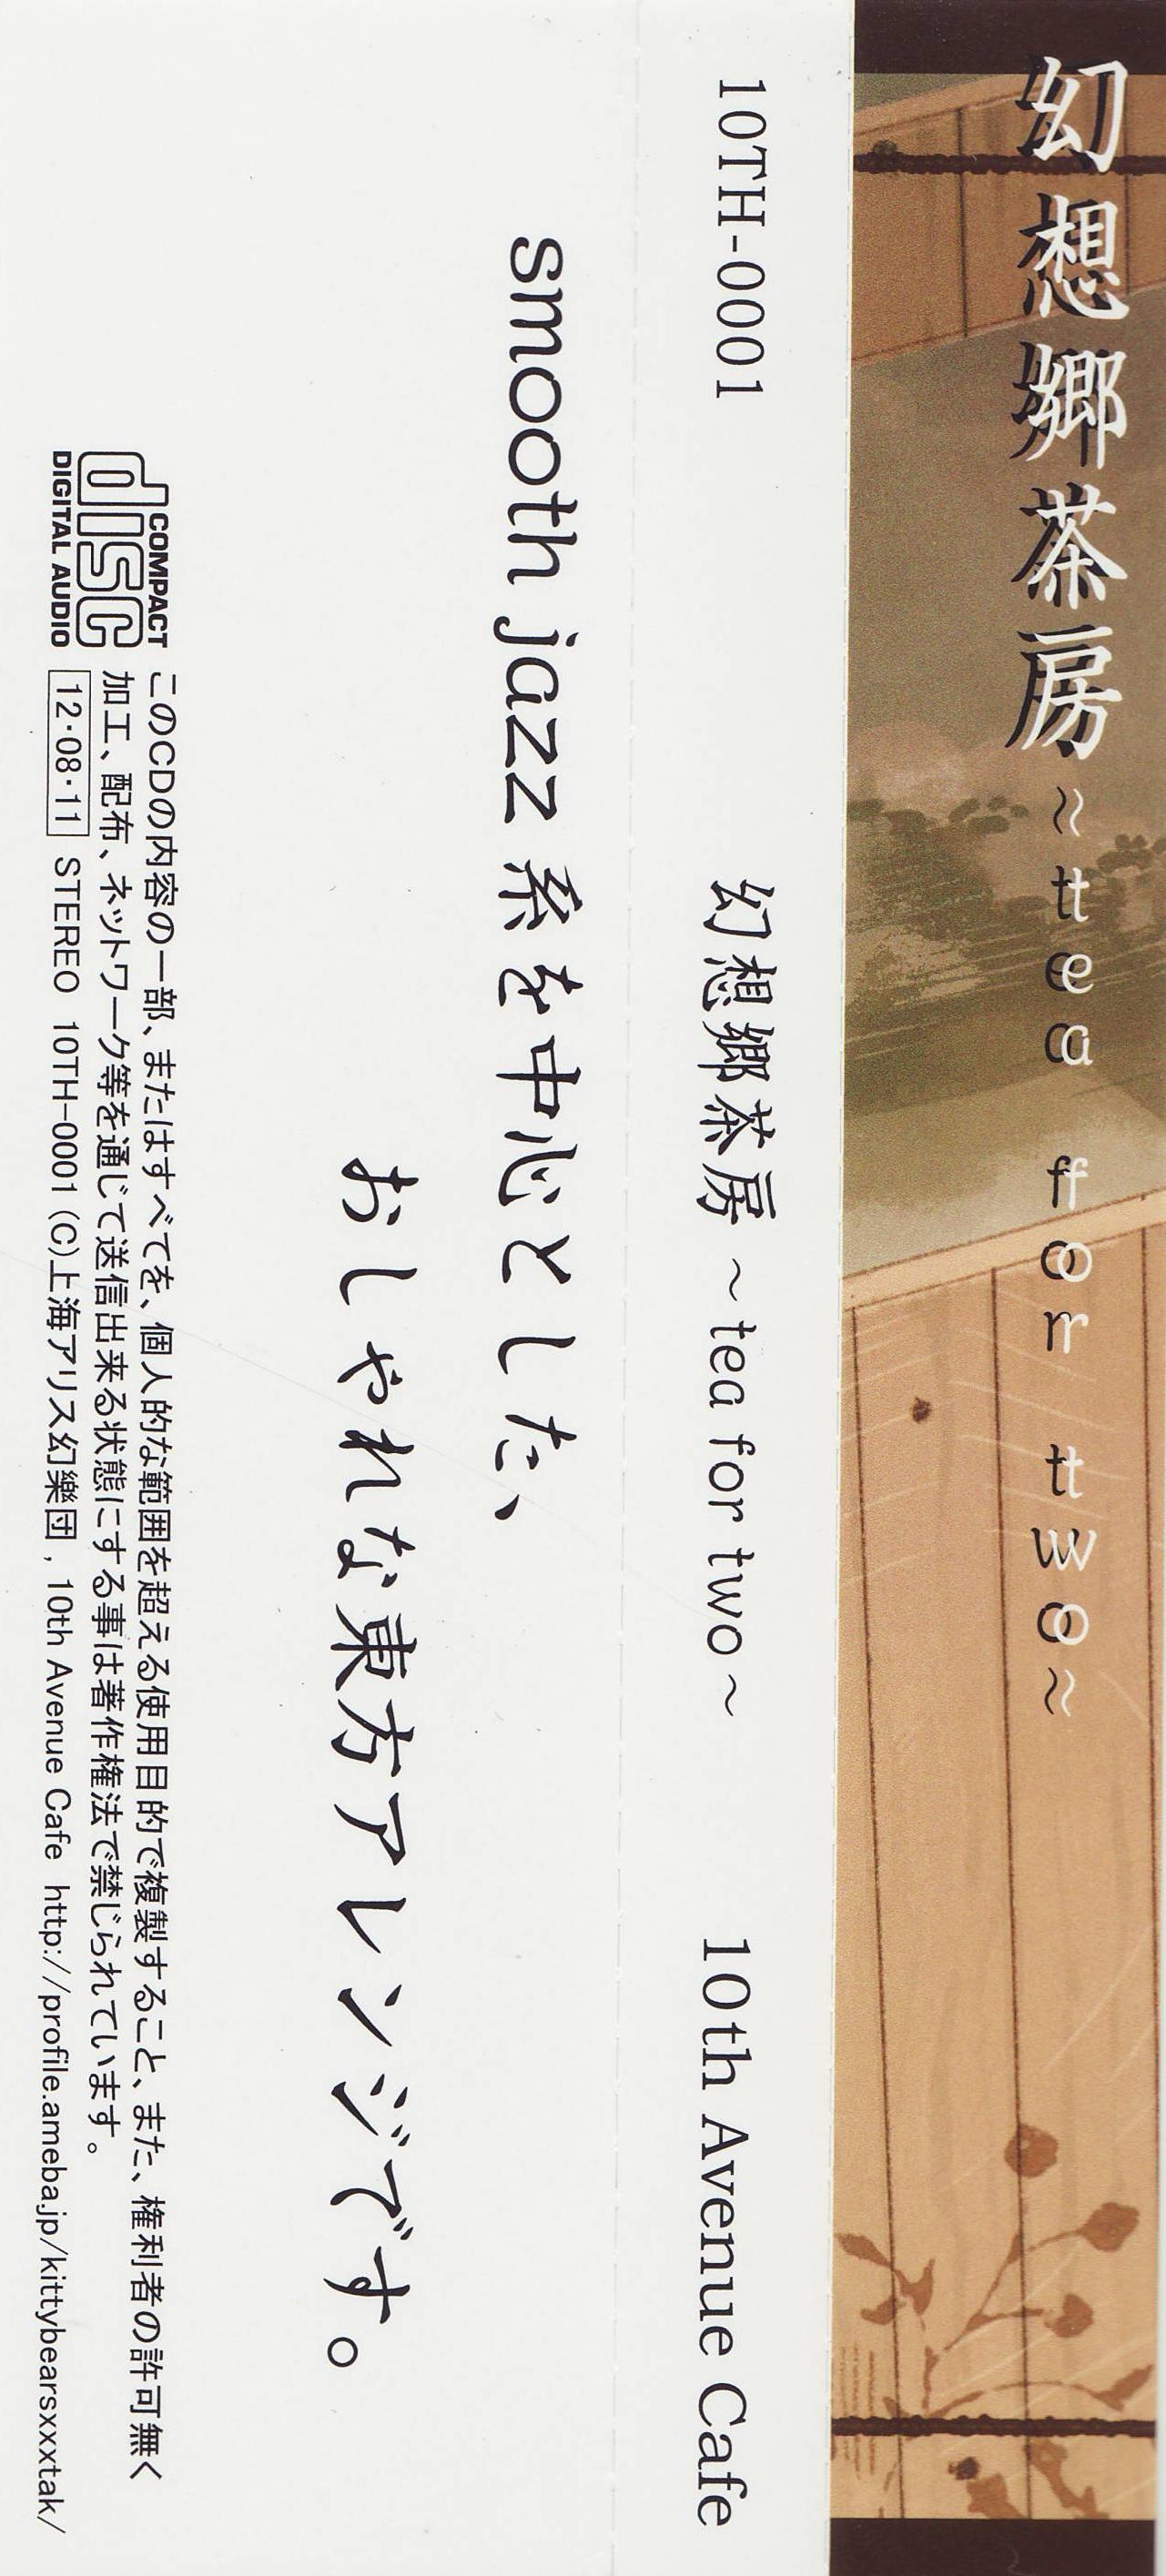 幻想郷茶房～tea for two～
10TH-0001
幻想郷茶房 ～tea for two～
10th Avenue Cafe
smooth jazz 系を中心とした、
おしゃれな東方アレンジです。
COMPACT
disc
DIGITAL AUDIO
このCDの内容の一部、またはすべてを、個人的な範囲を超える使用目的で複製すること、また、権利者の許可無く
加工、配布、ネットワーク等を通じて送信出来る状態にする事は著作権法で禁じられています。
12・08・11 STEREO 10TH-0001 (C)上海アリス幻樂団 , 10th Avenue Cafe http://profile.ameba.jp/kittybearsxxxtak/